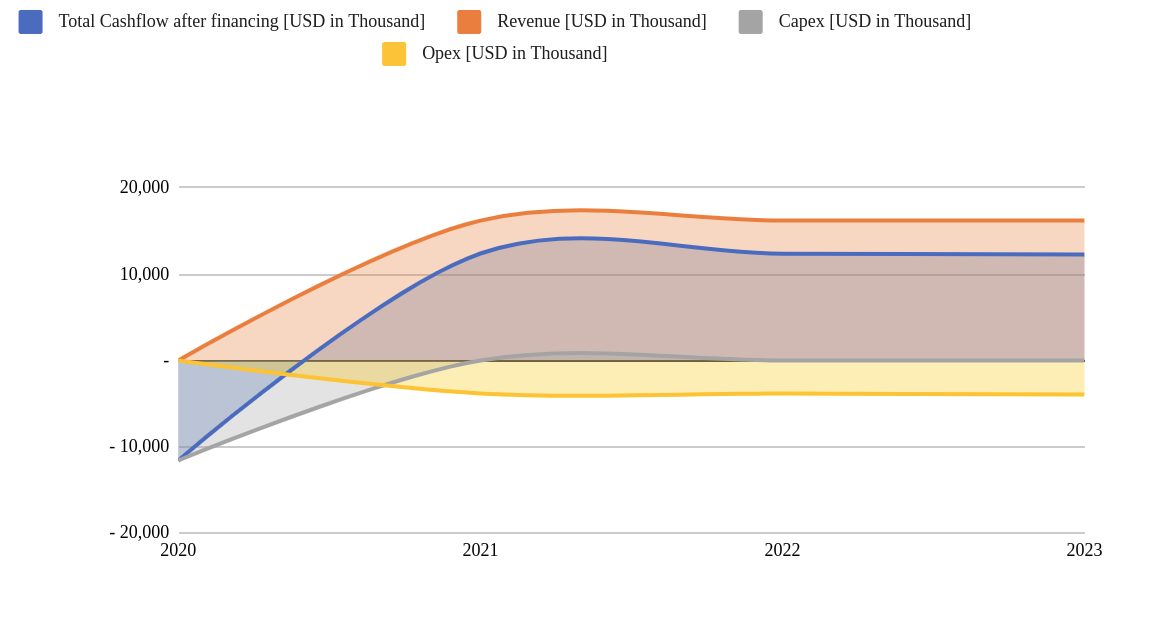 Total Cashflow after financing [USD in Thousand] Revenue [USD in Thousand] Capex [USD in Thousand]
Opex [USD in Thousand]
20,000
10,000
-
- 10,000
- 20,000
2020 2021 2022 2023